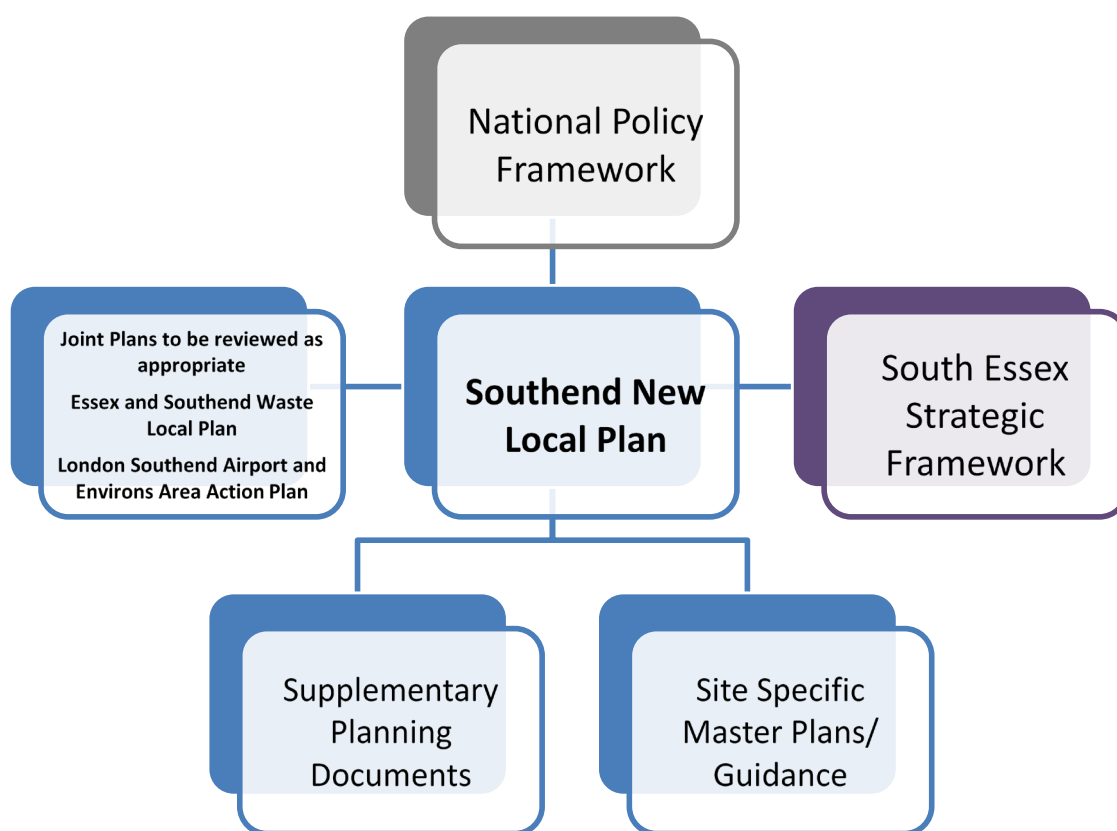 National Policy
Framework
Joint Plans to be reviewed as
appropriate
Essex and Southend Waste
Local Plan
London Southend Airport and
Environs Area Action Plan
Southend New
Local Plan
South Essex
Strategic
Framework
Supplementary
Planning
Documents
Site Specific
Master Plans/
Guidance